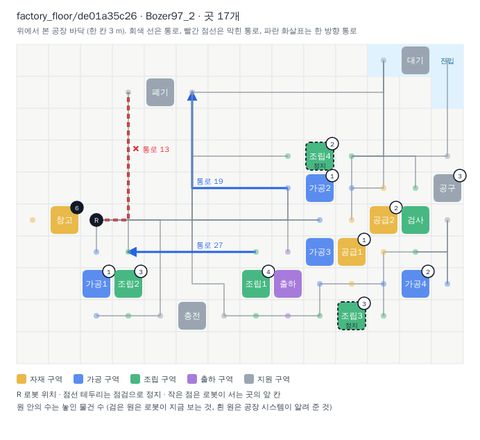 factory_floor/de01a35c26 · Bozer97_2 · 곳 17개
위에서 본 공장 바닥 (한 칸 3 m). 회색 선은 통로, 빨간 점선은 막힌 통로, 파란 화살표는 한 방향 통로
대기
진입
폐기
✖ 통로 13
2
조립4
정지
1
가공2
3
공구
통로 19
6
창고
R
2
공급2
검사
통로 27
가공3
1
공급1
1
가공1
3
조립2
4
조립1
출하
2
가공4
충전
3
조립3
정지
자재 구역
가공 구역
조립 구역
출하 구역
지원 구역
R 로봇 위치 · 점선 테두리는 점검으로 정지 · 작은 점은 로봇이 서는 곳의 앞 칸
원 안의 수는 놓인 물건 수 (검은 원은 로봇이 지금 보는 것, 흰 원은 공장 시스템이 알려 준 것)